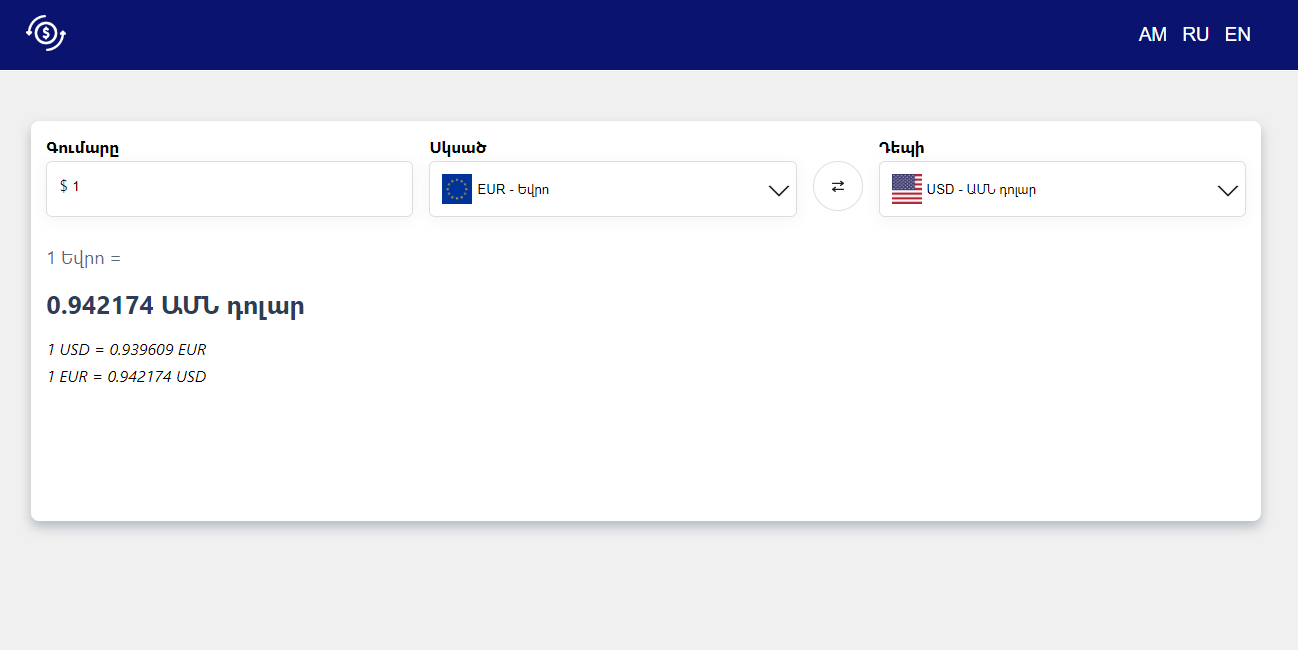 AM RU EN
Գումարը
$ 1
Սկսած
EUR - Եվրո
Դեպի
USD - ԱՄՆ դոլար
1 Եվրո =
0.942174 ԱՄՆ դոլար
1 USD = 0.939609 EUR
1 EUR = 0.942174 USD